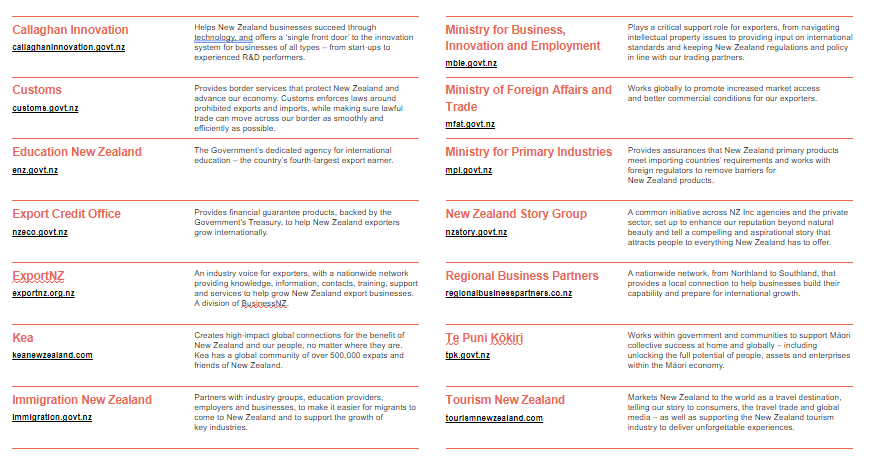 Callaghan Innovation
callaghaninnovation.govt.nz
Helps New Zealand businesses succeed through
technology, and offers a 'single front door' to the innovation
system for businesses of all types – from start-ups to
experienced R&D performers.
Customs
customs.govt.nz
Provides border services that protect New Zealand and
advance our economy. Customs enforces laws around
prohibited exports and imports, while making sure lawful
trade can move across our border as smoothly and
efficiently as possible.
Education New Zealand
enz.govt.nz
The Government's dedicated agency for international
education – the country's fourth-largest export earner.
Export Credit Office
nzeco.govt.nz
Provides financial guarantee products, backed by the
Government's Treasury, to help New Zealand exporters
grow internationally.
ExportNZ
exportnz.org.nz
An industry voice for exporters, with a nationwide network
providing knowledge, information, contacts, training, support
and services to help grow New Zealand export businesses.
A division of BusinessNZ.
Kea
keanewzealand.com
Creates high-impact global connections for the benefit of
New Zealand and our people, no matter where they are.
Kea has a global community of over 500,000 expats and
friends of New Zealand.
Immigration New Zealand
immigration.govt.nz
Partners with industry groups, education providers,
employers and businesses, to make it easier for migrants to
come to New Zealand and to support the growth of
key industries.
Ministry for Business,
Innovation and Employment
mbie.govt.nz
Plays a critical support role for exporters, from navigating
intellectual property issues to providing input on international
standards and keeping New Zealand regulations and policy
in line with our trading partners.
Ministry of Foreign Affairs and
Trade
mfat.govt.nz
Works globally to promote increased market access
and better commercial conditions for our exporters.
Ministry for Primary Industries
mpi.govt.nz
Provides assurances that New Zealand primary products
meet importing countries' requirements and works with
foreign regulators to remove barriers for
New Zealand products.
New Zealand Story Group
nzstory.govt.nz
A common initiative across NZ Inc agencies and the private
sector, set up to enhance our reputation beyond natural
beauty and tell a compelling and aspirational story that
attracts people to everything New Zealand has to offer.
Regional Business Partners
regionalbusinesspartners.co.nz
A nationwide network, from Northland to Southland, that
provides a local connection to help businesses build their
capability and prepare for international growth.
Te Puni Kōkiri
tpk.govt.nz
Works within government and communities to support Māori
collective success at home and globally – including
unlocking the full potential of people, assets and enterprises
within the Māori economy.
Tourism New Zealand
tourismnewzealand.com
Markets New Zealand to the world as a travel destination,
telling our story to consumers, the travel trade and global
media – as well as supporting the New Zealand tourism
industry to deliver unforgettable experiences.